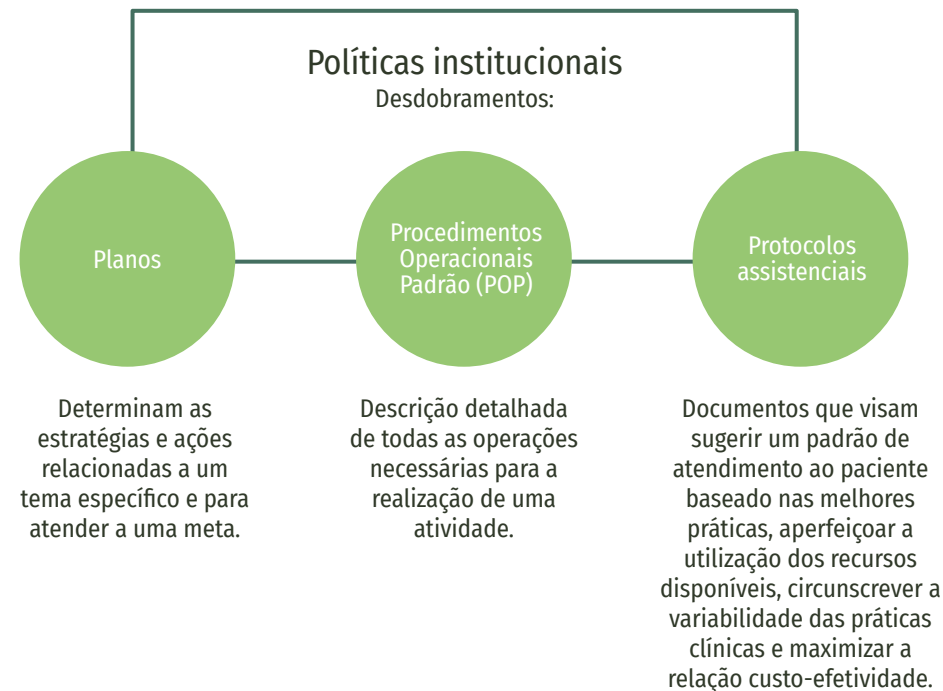 Políticas institucionais
Desdobramentos:
Planos
Procedimentos
Operacionais
Padrão (POP)
Protocolos
assistenciais
Determinam as
estratégias e ações
relacionadas a um
tema específico e para
atender a uma meta.
Descrição detalhada
de todas as operações
necessárias para a
realização de uma
atividade.
Documentos que visam
sugerir um padrão de
atendimento ao paciente
baseado nas melhores
práticas, aperfeiçoar a
utilização dos recursos
disponíveis, circunscrever a
variabilidade das práticas
clínicas e maximizar a
relação custo-efetividade.